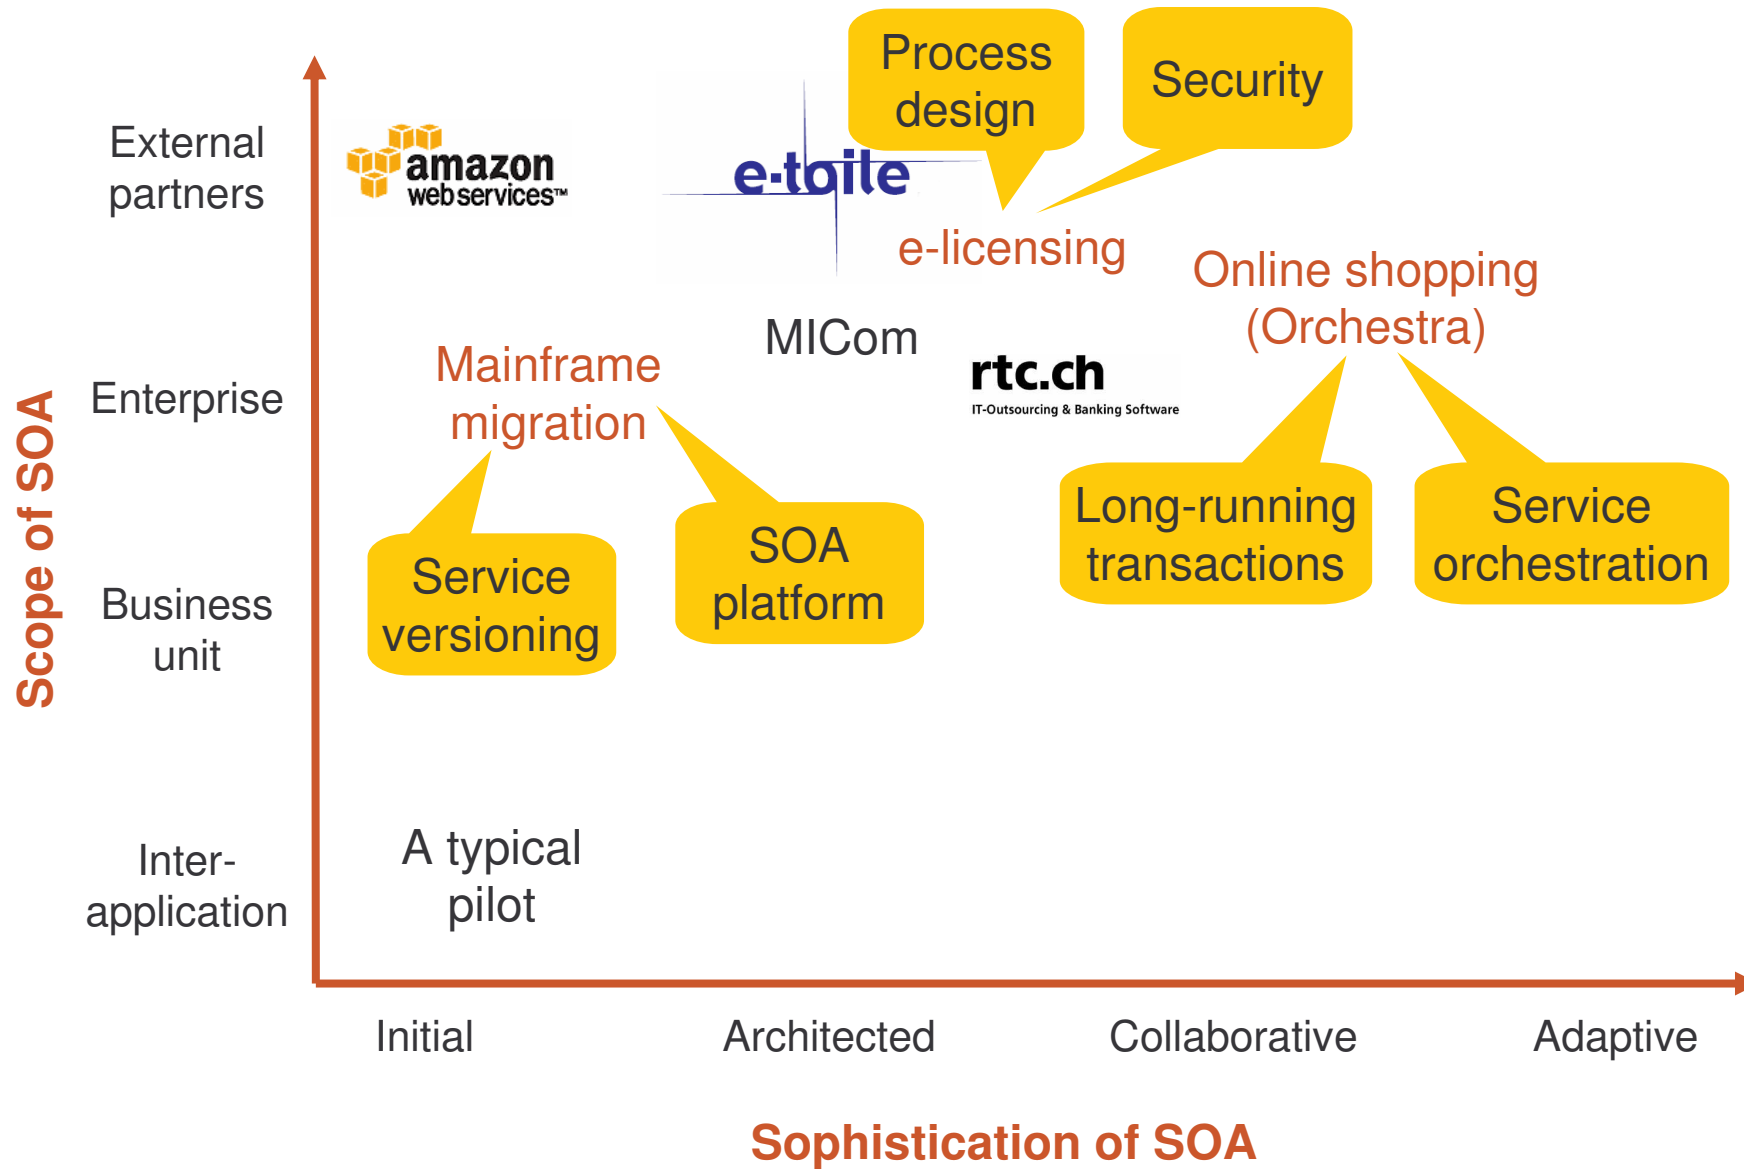 Process
design
Security
External
partners
amazon
webservices™
e-toile
e-licensing
Online shopping
(Orchestra)
MICom
Mainframe
migration
rtc.ch
IT-Outsourcing & Banking Software
Enterprise
Scope of SOA
Long-running
transactions
Service
orchestration
SOA
platform
Service
versioning
Business
unit
A typical
pilot
Inter-
application
Initial
Architected
Collaborative
Adaptive
Sophistication of SOA